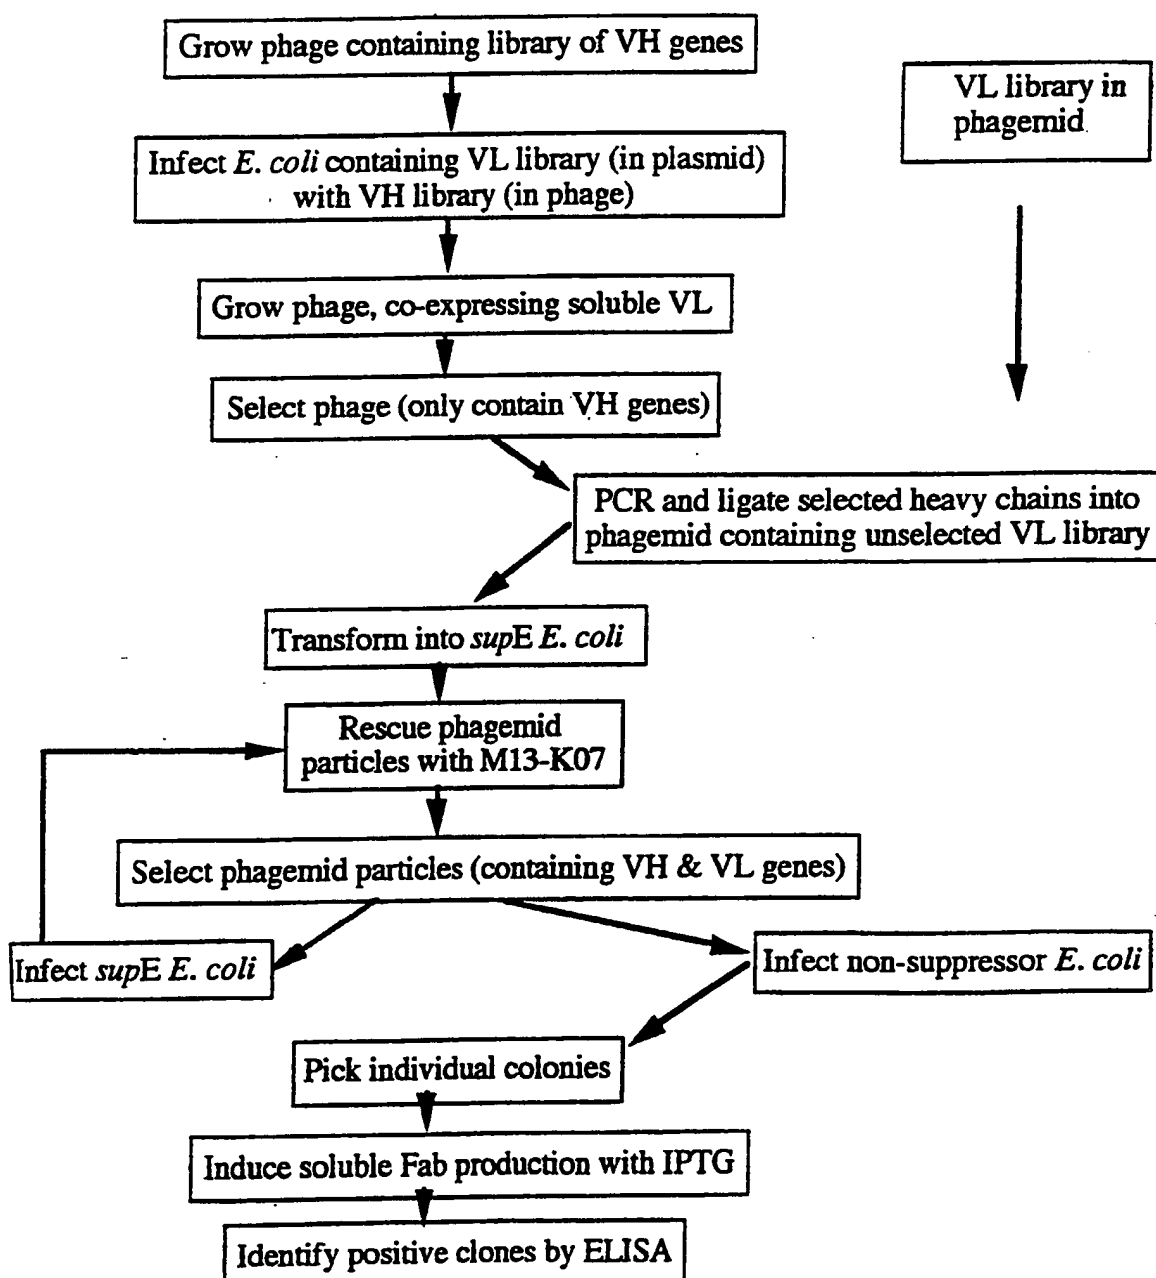 Grow phage containing library of VH genes
VL library in
phagemid
Infect E. coli containing VL library (in plasmid)
with VH library (in phage)
Grow phage, co-expressing soluble VL
Select phage (only contain VH genes)
PCR and ligate selected heavy chains into
phagemid containing unselected VL library
Transform into supE E. coli
Rescue phagemid
particles with M13-K07
Select phagemid particles (containing VH & VL genes)
Infect supE E. coli
Infect non-suppressor E. coli
Pick individual colonies
Induce soluble Fab production with IPTG
Identify positive clones by ELISA